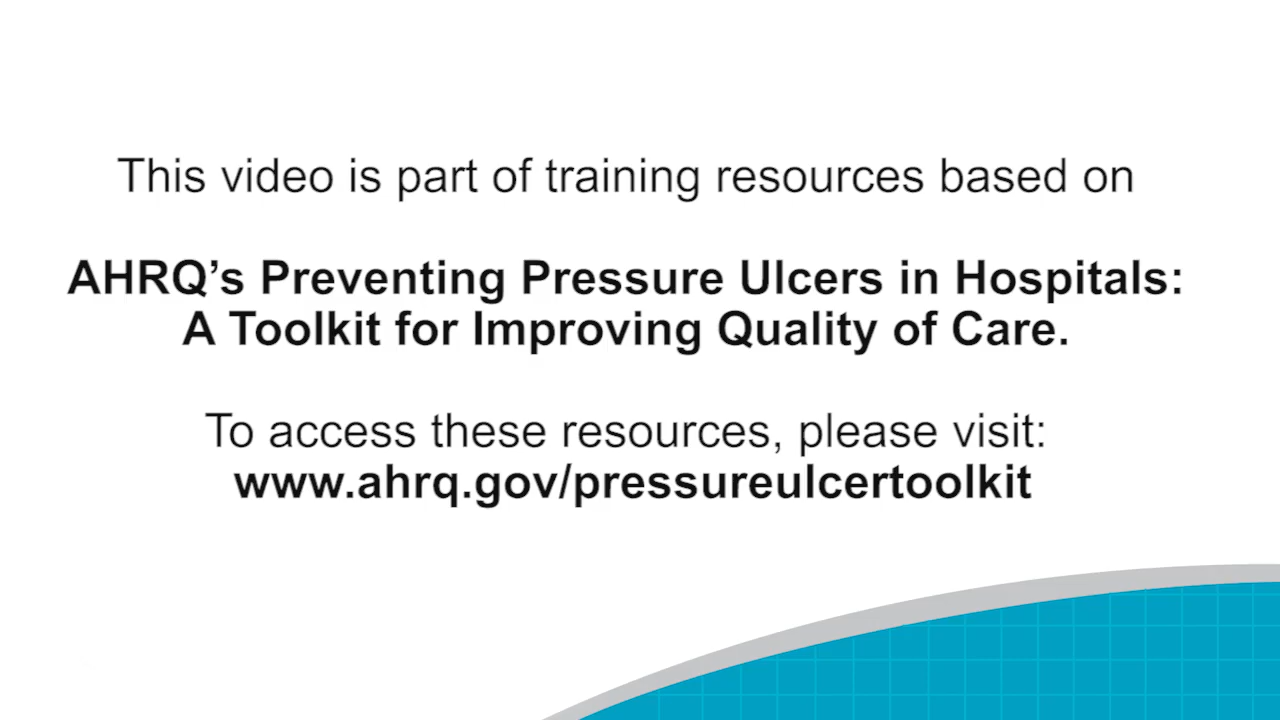 This video is part of training resources based on
AHRQ’s Preventing Pressure Ulcers in Hospitals:
A Toolkit for Improving Quality of Care.
To access these resources, please visit:
www.ahrq.gov/pressureulcertoolkit